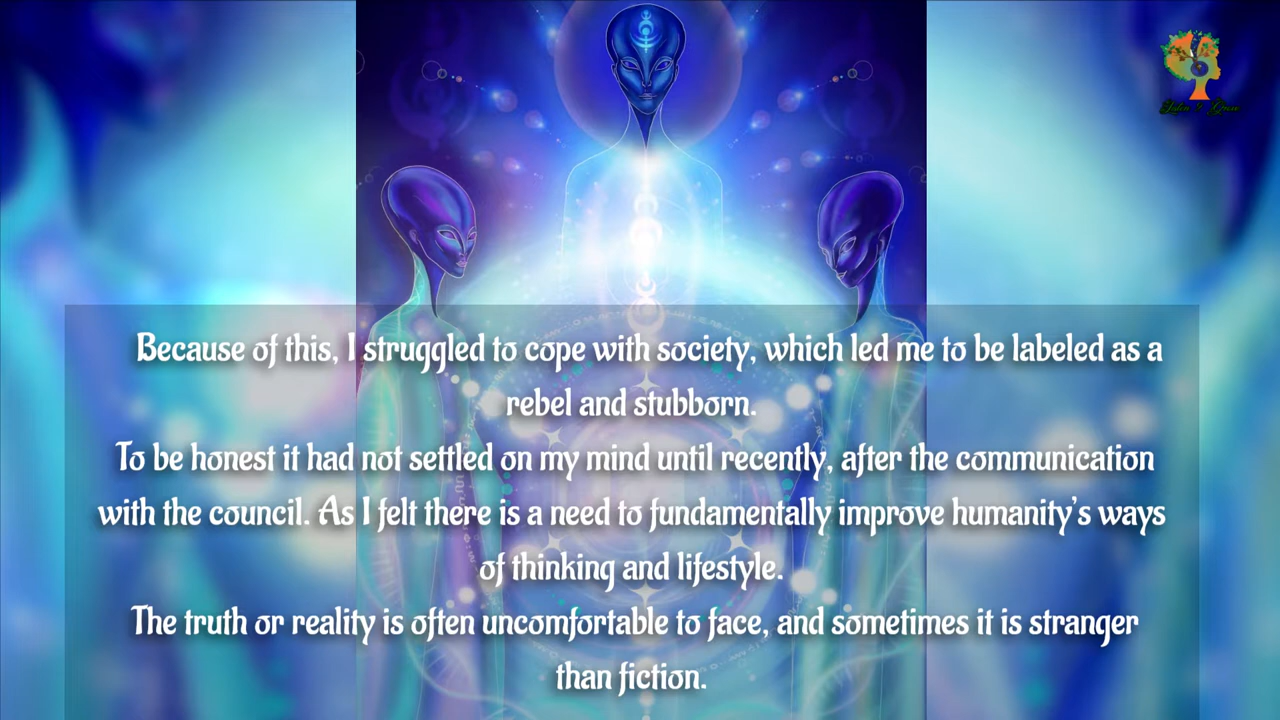 Listen & Grow
Because of this, I struggled to cope with society, which led me to be labeled as a
rebel and stubborn.
To be honest it had not settled on my mind until recently, after the communication
with the council. As I felt there is a need to fundamentally improve humanity's ways
of thinking and lifestyle.
The truth or reality is often uncomfortable to face, and sometimes it is stranger
than fiction.